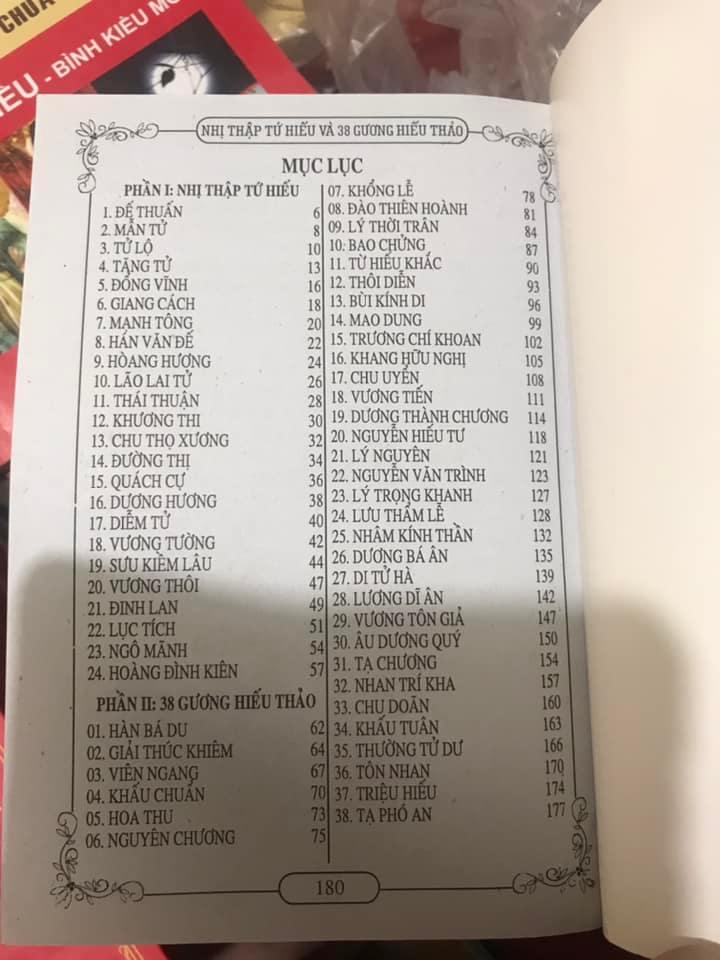 CHƯA
IỀU - BÌNH KIỀU M
NHỊ THẬP TỨ HIẾU VÀ 38 GƯƠNG HIẾU THẢO
MỤC LỤC
PHẦN I: NHỊ THẬP TỨ HIẾU
1. ĐẾ THUẤN 6
2. MẪN TỬ 8
3. TỬ LỘ 10
4. TĂNG TỬ 13
5. ĐỔNG VĨNH 16
6. GIANG CÁCH 18
7. MẠNH TÔNG 20
8. HÁN VĂN ĐẾ 22
9. HÒANG HƯƠNG 24
10. LÃO LAI TỬ 26
11. THÁI THUẬN 28
12. KHƯƠNG THI 30
13. CHU THỌ XƯƠNG 32
14. ĐƯỜNG THỊ 34
15. QUÁCH CỰ 36
16. DƯƠNG HƯƠNG 38
17. DIỄM TỬ 40
18. VƯƠNG TƯỜNG 42
19. SƯU KIỀM LÂU 44
20. VƯƠNG THÔI 47
21. ĐINH LAN 49
22. LỤC TÍCH 51
23. NGÔ MÃNH 54
24. HOÀNG ĐÌNH KIÊN 57
PHẦN II: 38 GƯƠNG HIẾU THẢO
01. HÀN BÁ DU 62
02. GIẢI THÚC KHIÊM 64
03. VIÊN NGANG 67
04. KHẤU CHUẨN 70
05. HOA THU 73
06. NGUYÊN CHƯƠNG 75
07. KHỔNG LỄ 78
08. ĐÀO THIÊN HOÀNH 81
09. LÝ THỜI TRÂN 84
10. BAO CHỬNG 87
11. TỪ HIẾU KHẮC 90
12. THÔI DIỄN 93
13. BÙI KÍNH DI 96
14. MAO DUNG 99
15. TRƯƠNG CHÍ KHOAN 102
16. KHANG HỮU NGHỊ 105
17. CHU UYỂN 108
18. VƯƠNG TIẾN 111
19. DƯƠNG THÀNH CHƯƠNG 114
20. NGUYỄN HIẾU TƯ 118
21. LÝ NGUYÊN 121
22. NGUYỄN VĂN TRÌNH 123
23. LÝ TRỌNG KHANH 127
24. LƯU THẨM LỄ 128
25. NHÂM KÍNH THẦN 132
26. DƯƠNG BÁ ÂN 135
27. DI TỬ HÀ 139
28. LƯƠNG DĨ ÂN 142
29. VƯƠNG TÔN GIẢ 147
30. ÂU DƯƠNG QUÝ 150
31. TẠ CHƯƠNG 154
32. NHAN TRÍ KHA 157
33. CHU DOÃN 160
34. KHẤU TUÂN 163
35. THƯỜNG TỬ DƯ 166
36. TÔN NHAN 170
37. TRIỆU HIẾU 174
38. TẠ PHÓ AN 177
180